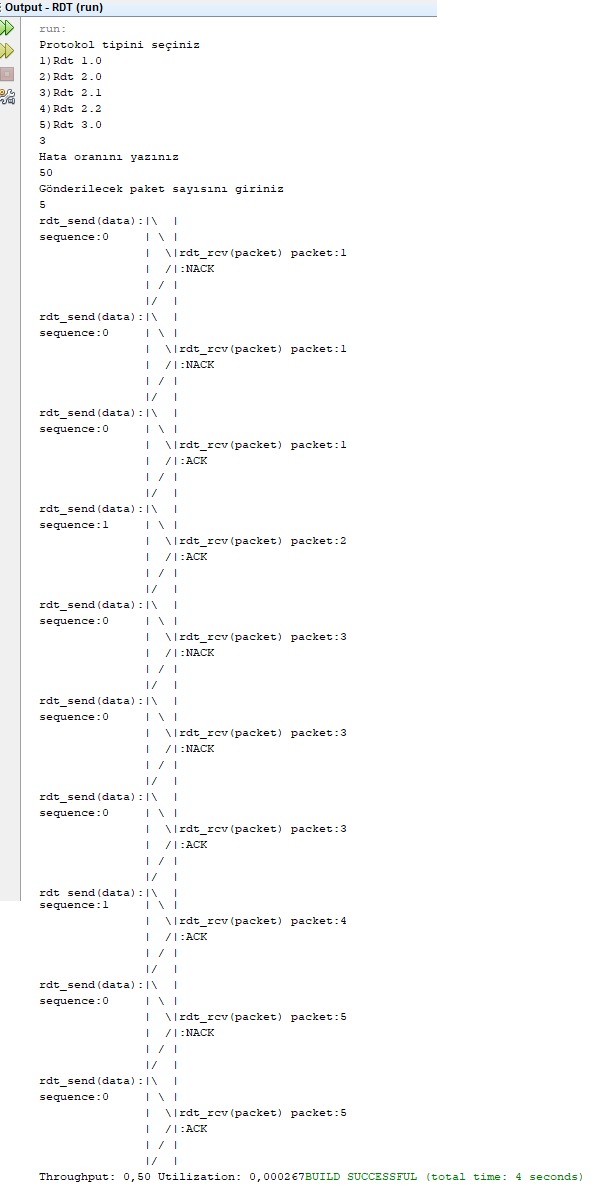 Output - RDT (run)
run:
Protokol tipini seçiniz
1)Rdt 1.0
2)Rdt 2.0
3)Rdt 2.1
4)Rdt 2.2
5)Rdt 3.0
3
Hata oranını yazınız
50
Gönderilecek paket sayısını giriniz
5
rdt_send(data):|\  |
sequence:0     | \ |
               |  \|rdt_rcv(packet) packet:1
               |  /|:NACK
               | / |
               |/  |
rdt_send(data):|\  |
sequence:0     | \ |
               |  \|rdt_rcv(packet) packet:1
               |  /|:NACK
               | / |
               |/  |
rdt_send(data):|\  |
sequence:0     | \ |
               |  \|rdt_rcv(packet) packet:1
               |  /|:ACK
               | / |
               |/  |
rdt_send(data):|\  |
sequence:1     | \ |
               |  \|rdt_rcv(packet) packet:2
               |  /|:ACK
               | / |
               |/  |
rdt_send(data):|\  |
sequence:0     | \ |
               |  \|rdt_rcv(packet) packet:3
               |  /|:NACK
               | / |
               |/  |
rdt_send(data):|\  |
sequence:0     | \ |
               |  \|rdt_rcv(packet) packet:3
               |  /|:NACK
               | / |
               |/  |
rdt_send(data):|\  |
sequence:0     | \ |
               |  \|rdt_rcv(packet) packet:3
               |  /|:ACK
               | / |
               |/  |
rdt send(data):|\  |
sequence:1     | \ |
               |  \|rdt_rcv(packet) packet:4
               |  /|:ACK
               | / |
               |/  |
rdt_send(data):|\  |
sequence:0     | \ |
               |  \|rdt_rcv(packet) packet:5
               |  /|:NACK
               | / |
               |/  |
rdt_send(data):|\  |
sequence:0     | \ |
               |  \|rdt_rcv(packet) packet:5
               |  /|:ACK
               | / |
               |/  |
Throughput: 0,50 Utilization: 0,000267BUILD SUCCESSFUL (total time: 4 seconds)